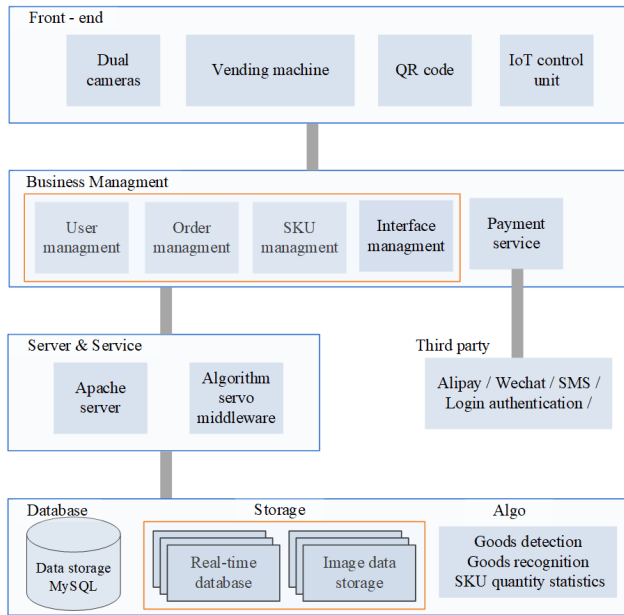 Front - end
Dual
cameras
Vending machine
QR code
IoT control
unit
Business Managment
User
managment
Order
managment
SKU
managment
Interface
managment
Payment
service
Server & Service
Apache
server
Algorithm
servo
middleware
Third party
Alipay / Wechat / SMS /
Login authentication /
Database
Storage
Algo
Data storage
MySQL
Real-time
database
Image data
storage
Goods detection
Goods recognition
SKU quantity statistics